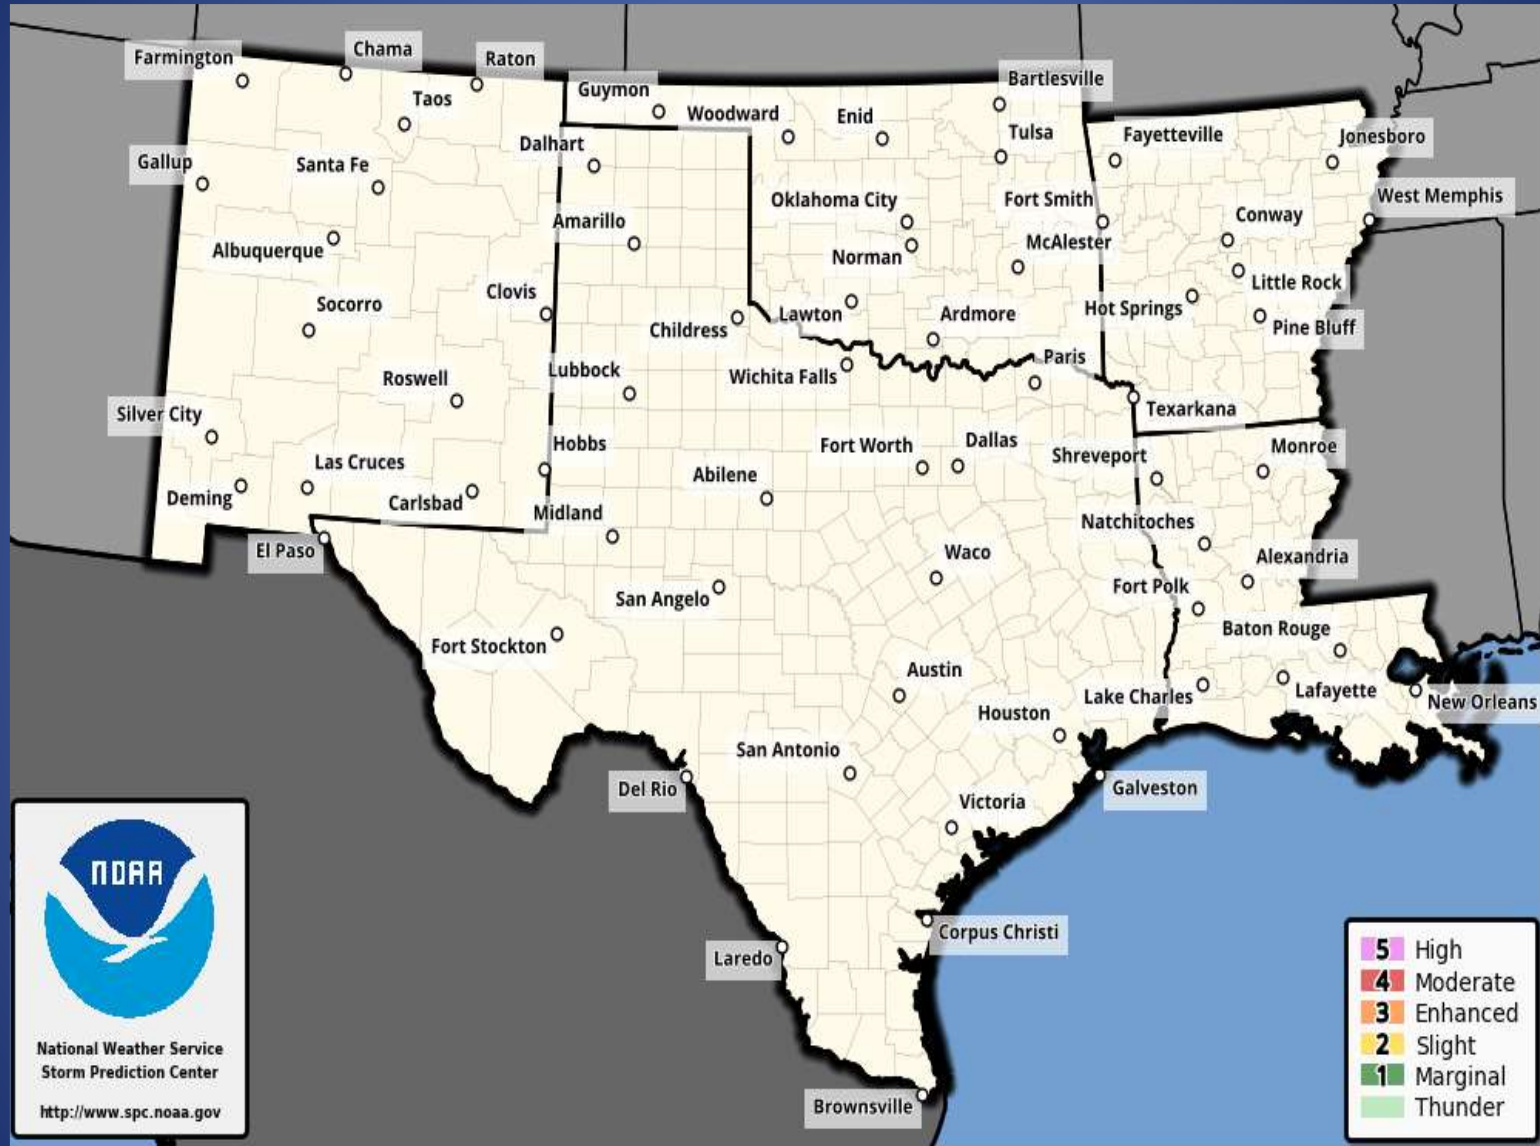 Farmington
Chama
Raton
Taos
Guymon
Woodward
Enid
Bartlesville
Tulsa
Fayetteville
Jonesboro
Dalhart
Gallup
Santa Fe
Oklahoma City
Fort Smith
West Memphis
Conway
Amarillo
McAlester
Albuquerque
Norman
Little Rock
Socorro
Clovis
Childress
Lawton
Ardmore
Hot Springs
Pine Bluff
Roswell
Lubbock
Wichita Falls
Paris
Silver City
Texarkana
Las Cruces
Hobbs
Fort Worth
Dallas
Shreveport
Monroe
Deming
Carlsbad
Midland
Abilene
Natchitoches
El Paso
Waco
Alexandria
San Angelo
Fort Polk
Fort Stockton
Baton Rouge
Austin
Lake Charles
Lafayette
New Orleans
Houston
San Antonio
Del Rio
Galveston
Victoria
Corpus Christi
Laredo
Brownsville
NOAA
National Weather Service
Storm Prediction Center
http://www.spc.noaa.gov
5 High
4 Moderate
3 Enhanced
2 Slight
1 Marginal
Thunder